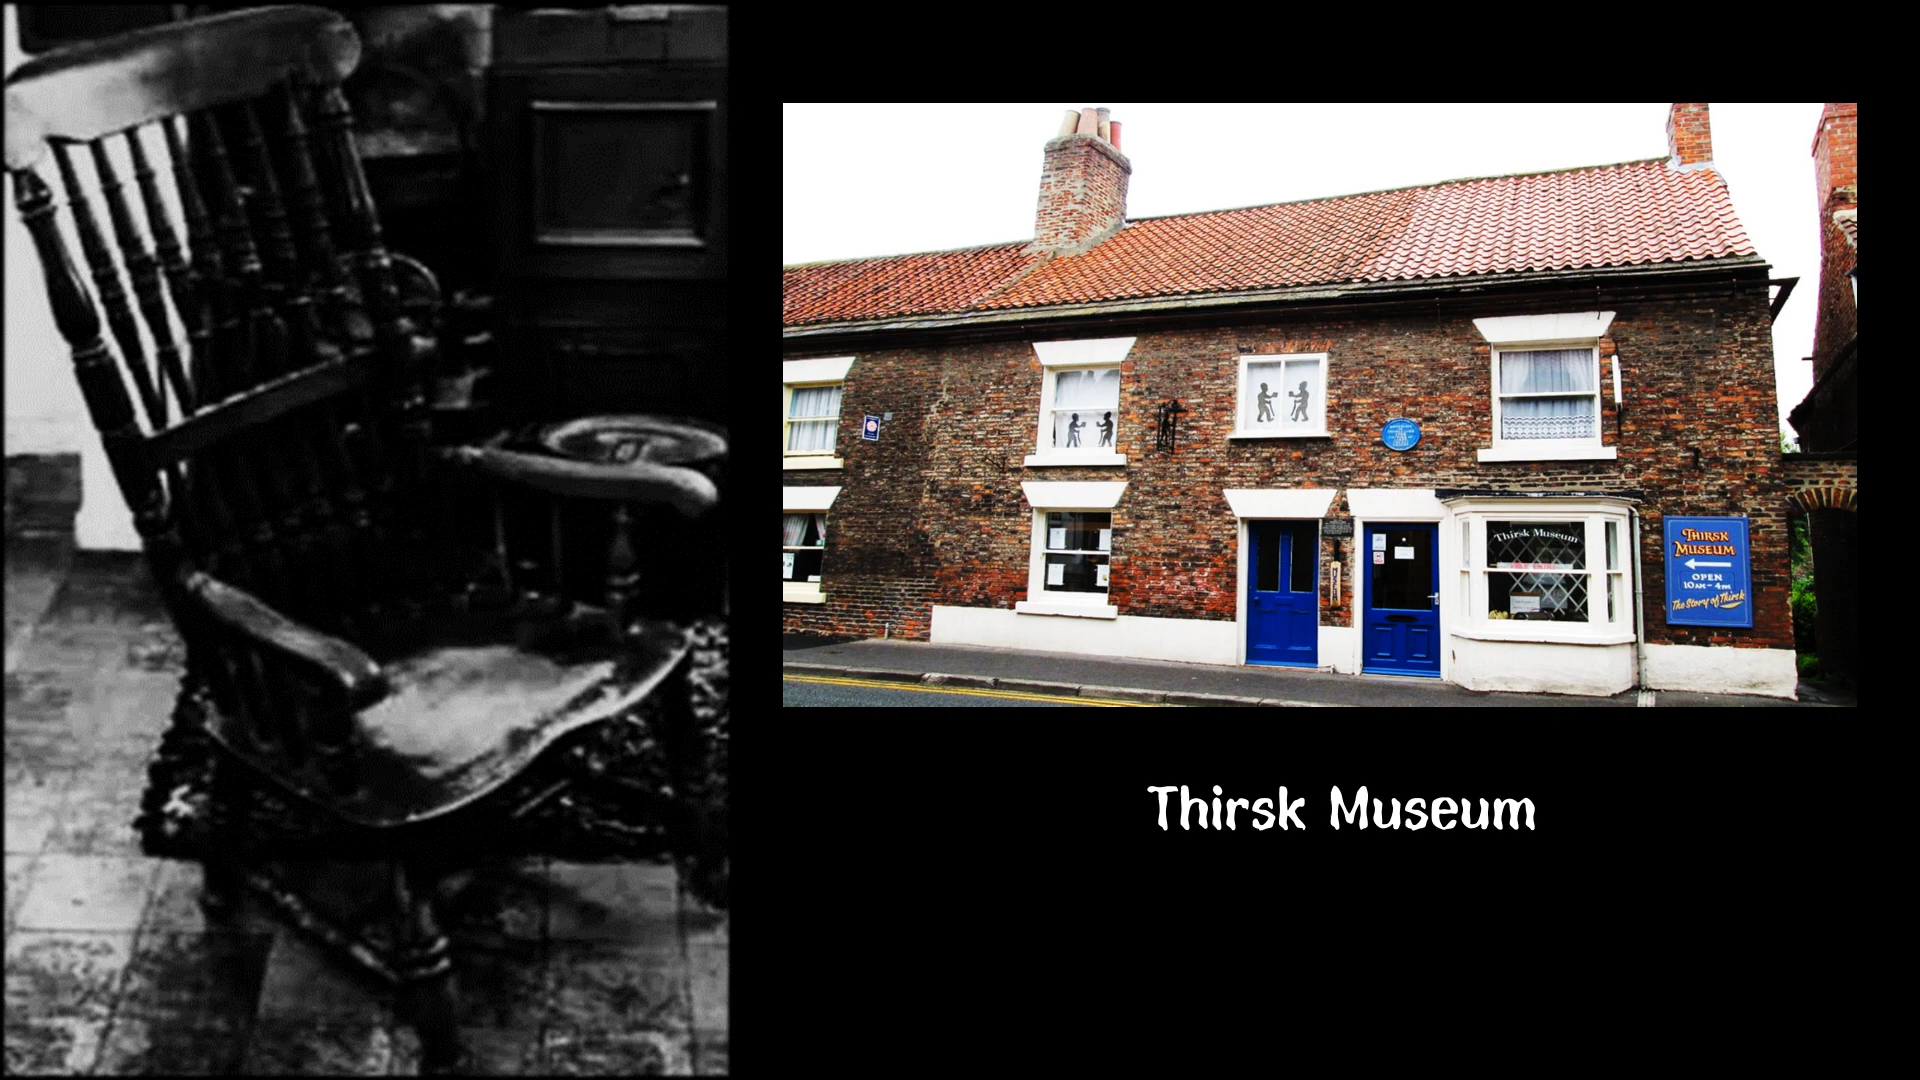 Thirsk Museum
THIRSK
MUSEUM
OPEN
10AM - 4PM
The Story of Thirsk
Thirsk Museum